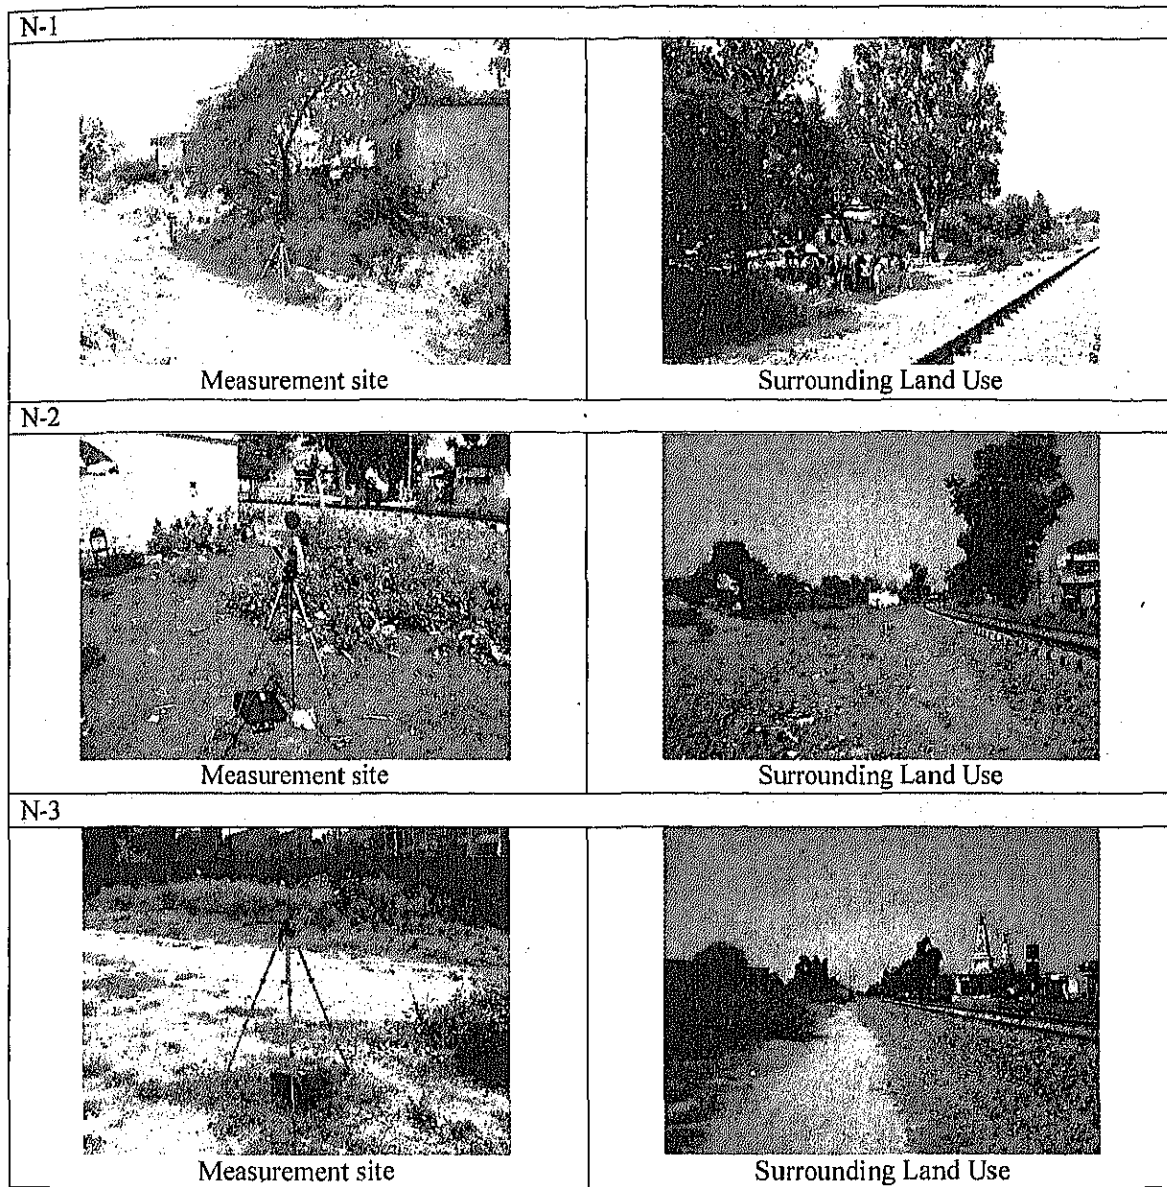 N-1
Measurement site
Surrounding Land Use
N-2
Measurement site
Surrounding Land Use
N-3
Measurement site
Surrounding Land Use